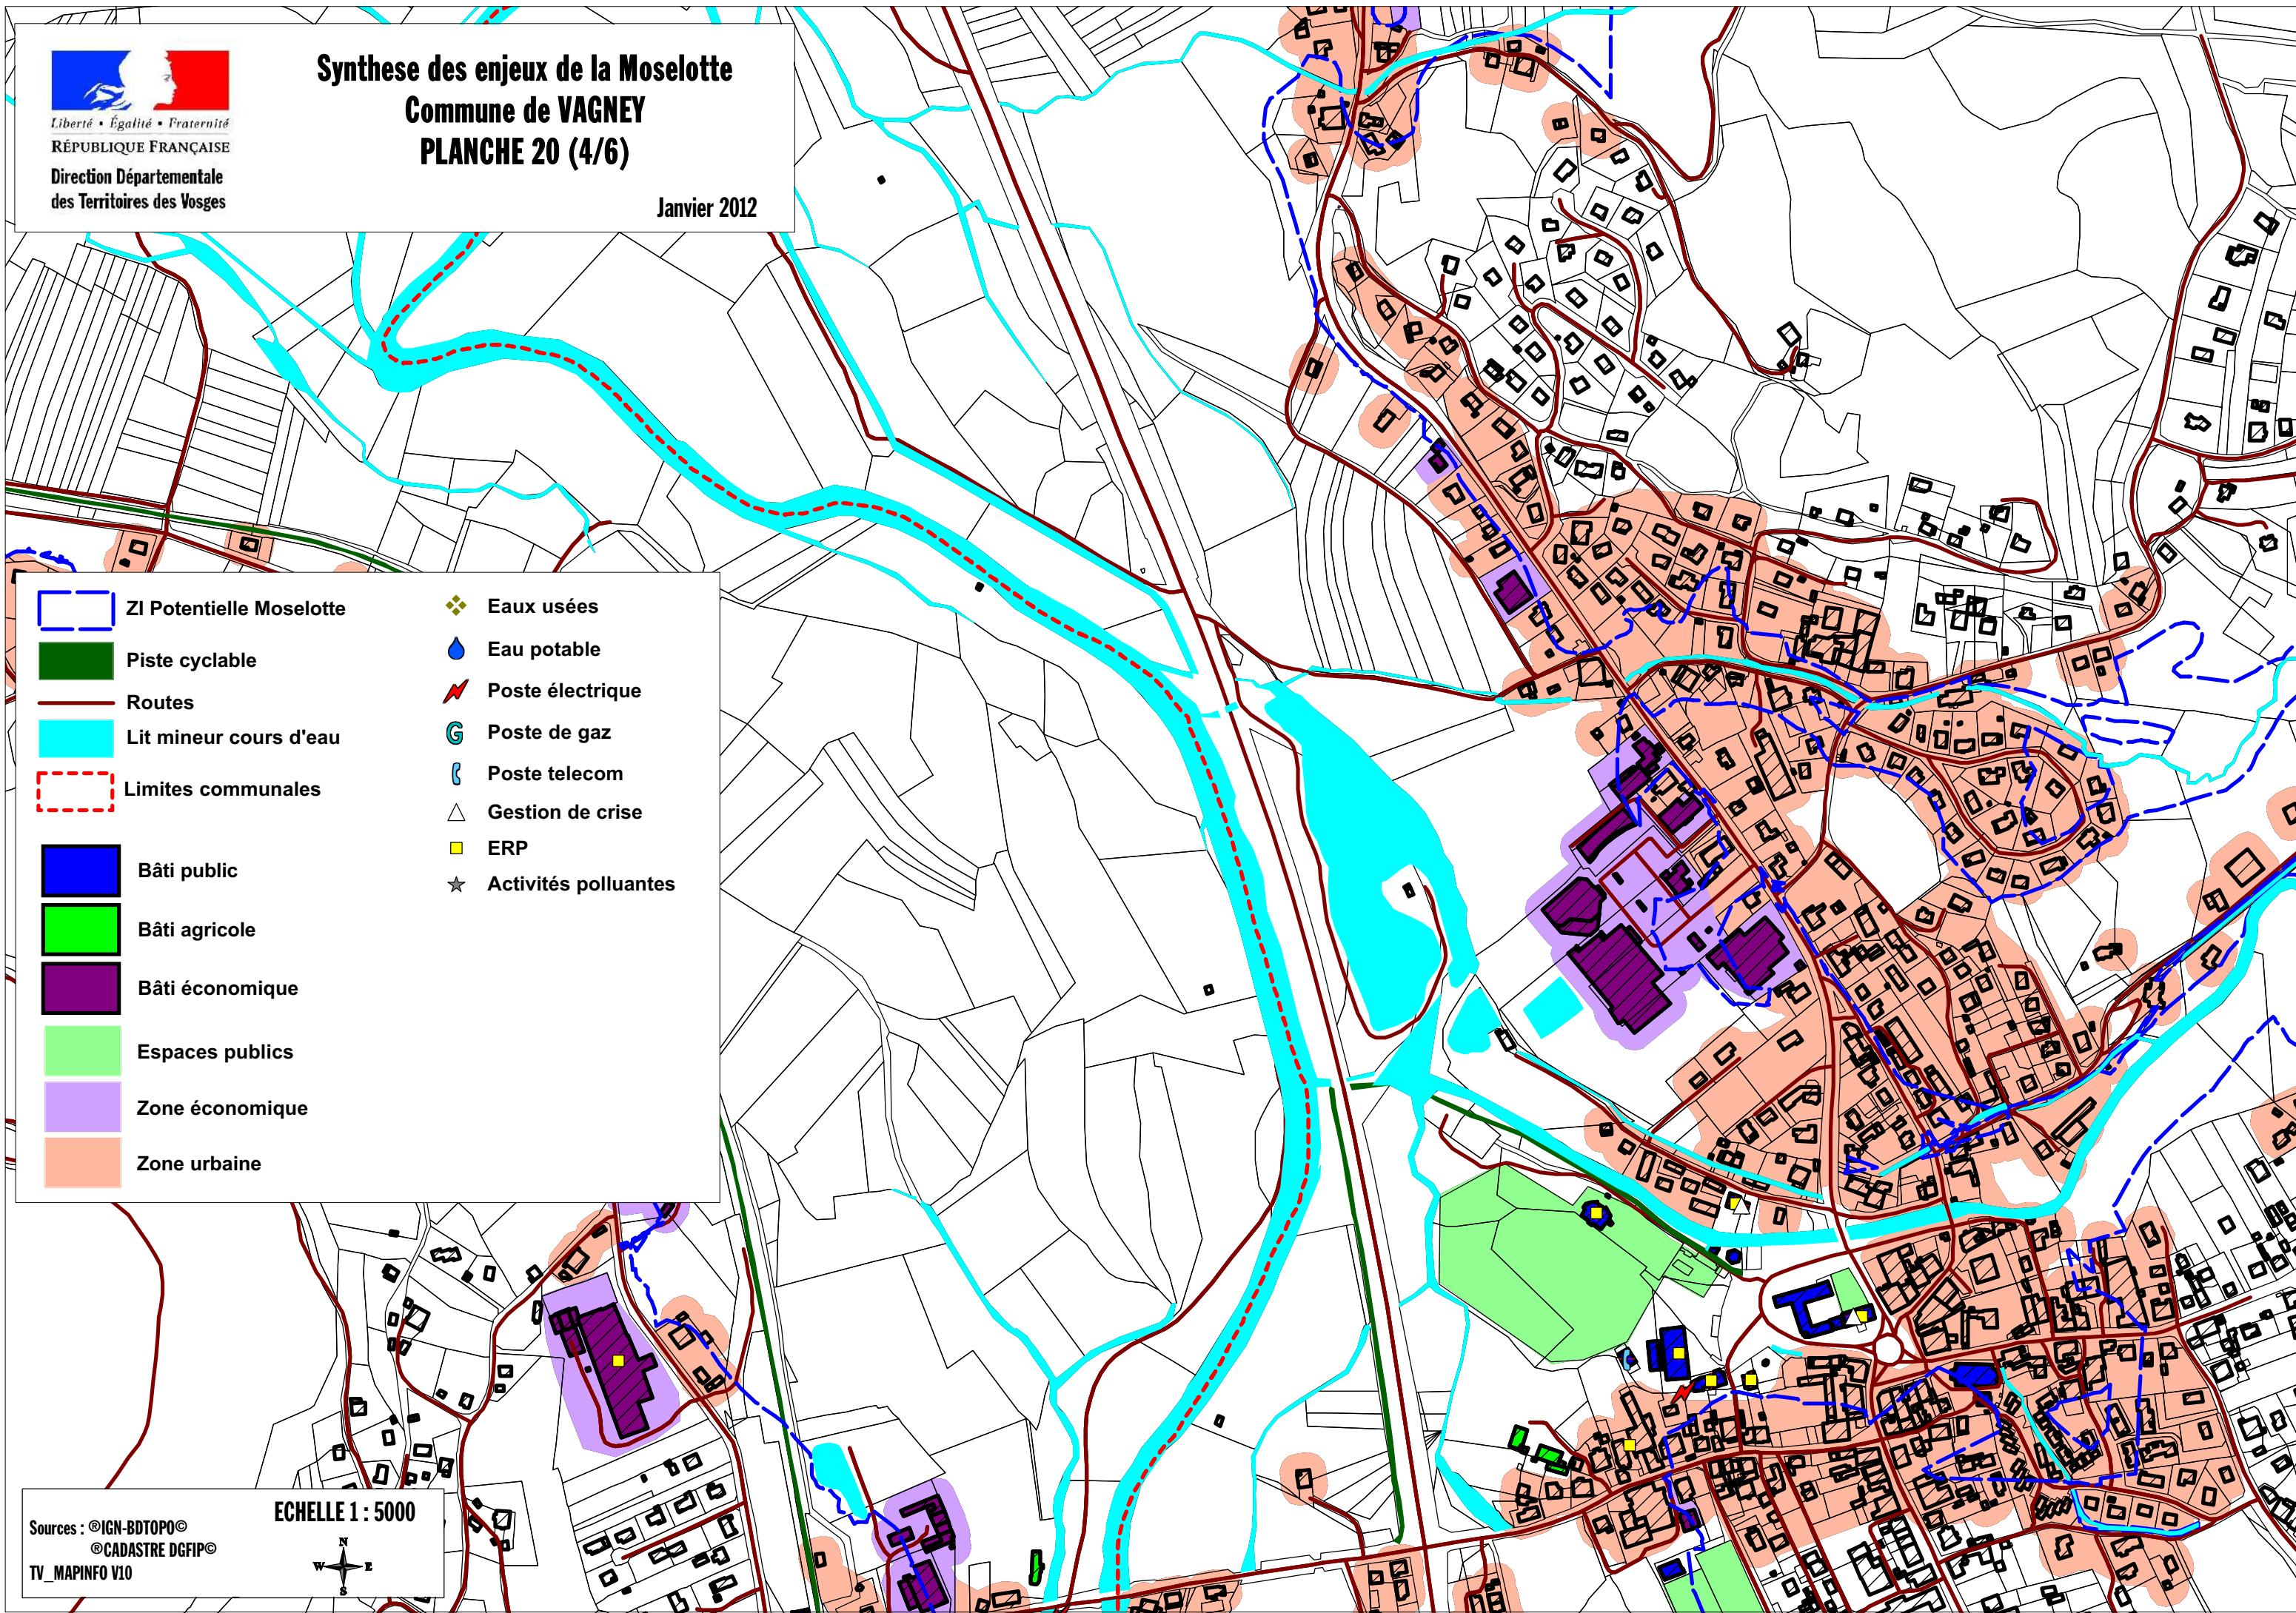 Synthese des enjeux de la Moselotte
Commune de VAGNEY
PLANCHE 20 (4/6)
Janvier 2012
Liberté • Égalité • Fraternité
RÉPUBLIQUE FRANÇAISE
Direction Départementale
des Territoires des Vosges
ZI Potentielle Moselotte
Piste cyclable
Routes
Lit mineur cours d'eau
Limites communales
Bâti public
Bâti agricole
Bâti économique
Espaces publics
Zone économique
Zone urbaine
Eaux usées
Eau potable
Poste électrique
G Poste de gaz
Poste telecom
Gestion de crise
ERP
Activités polluantes
ECHELLE 1 : 5000
Sources : ®IGN-BDTOPO©
®CADASTRE DGFIP©
TV_MAPINFO V10
N
W E
S